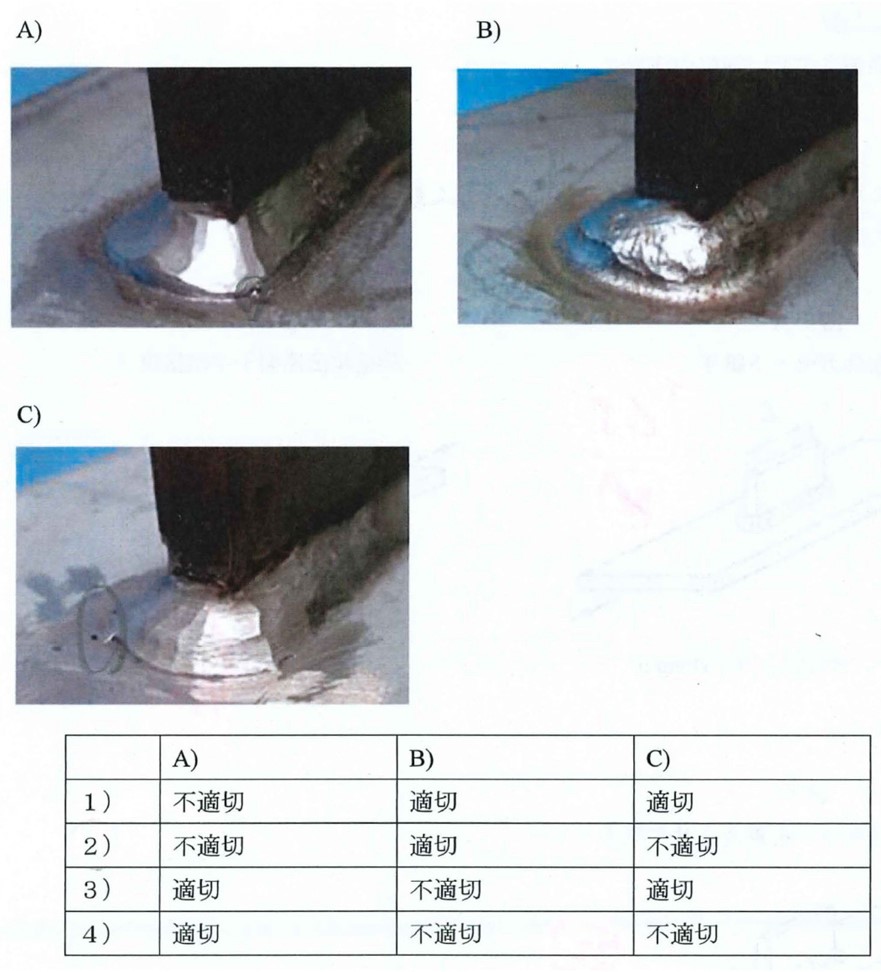 A)
B)
C)
A) B) C)
1) 不適切 適切 適切
2) 不適切 適切 不適切
3) 適切 不適切 適切
4) 適切 不適切 不適切